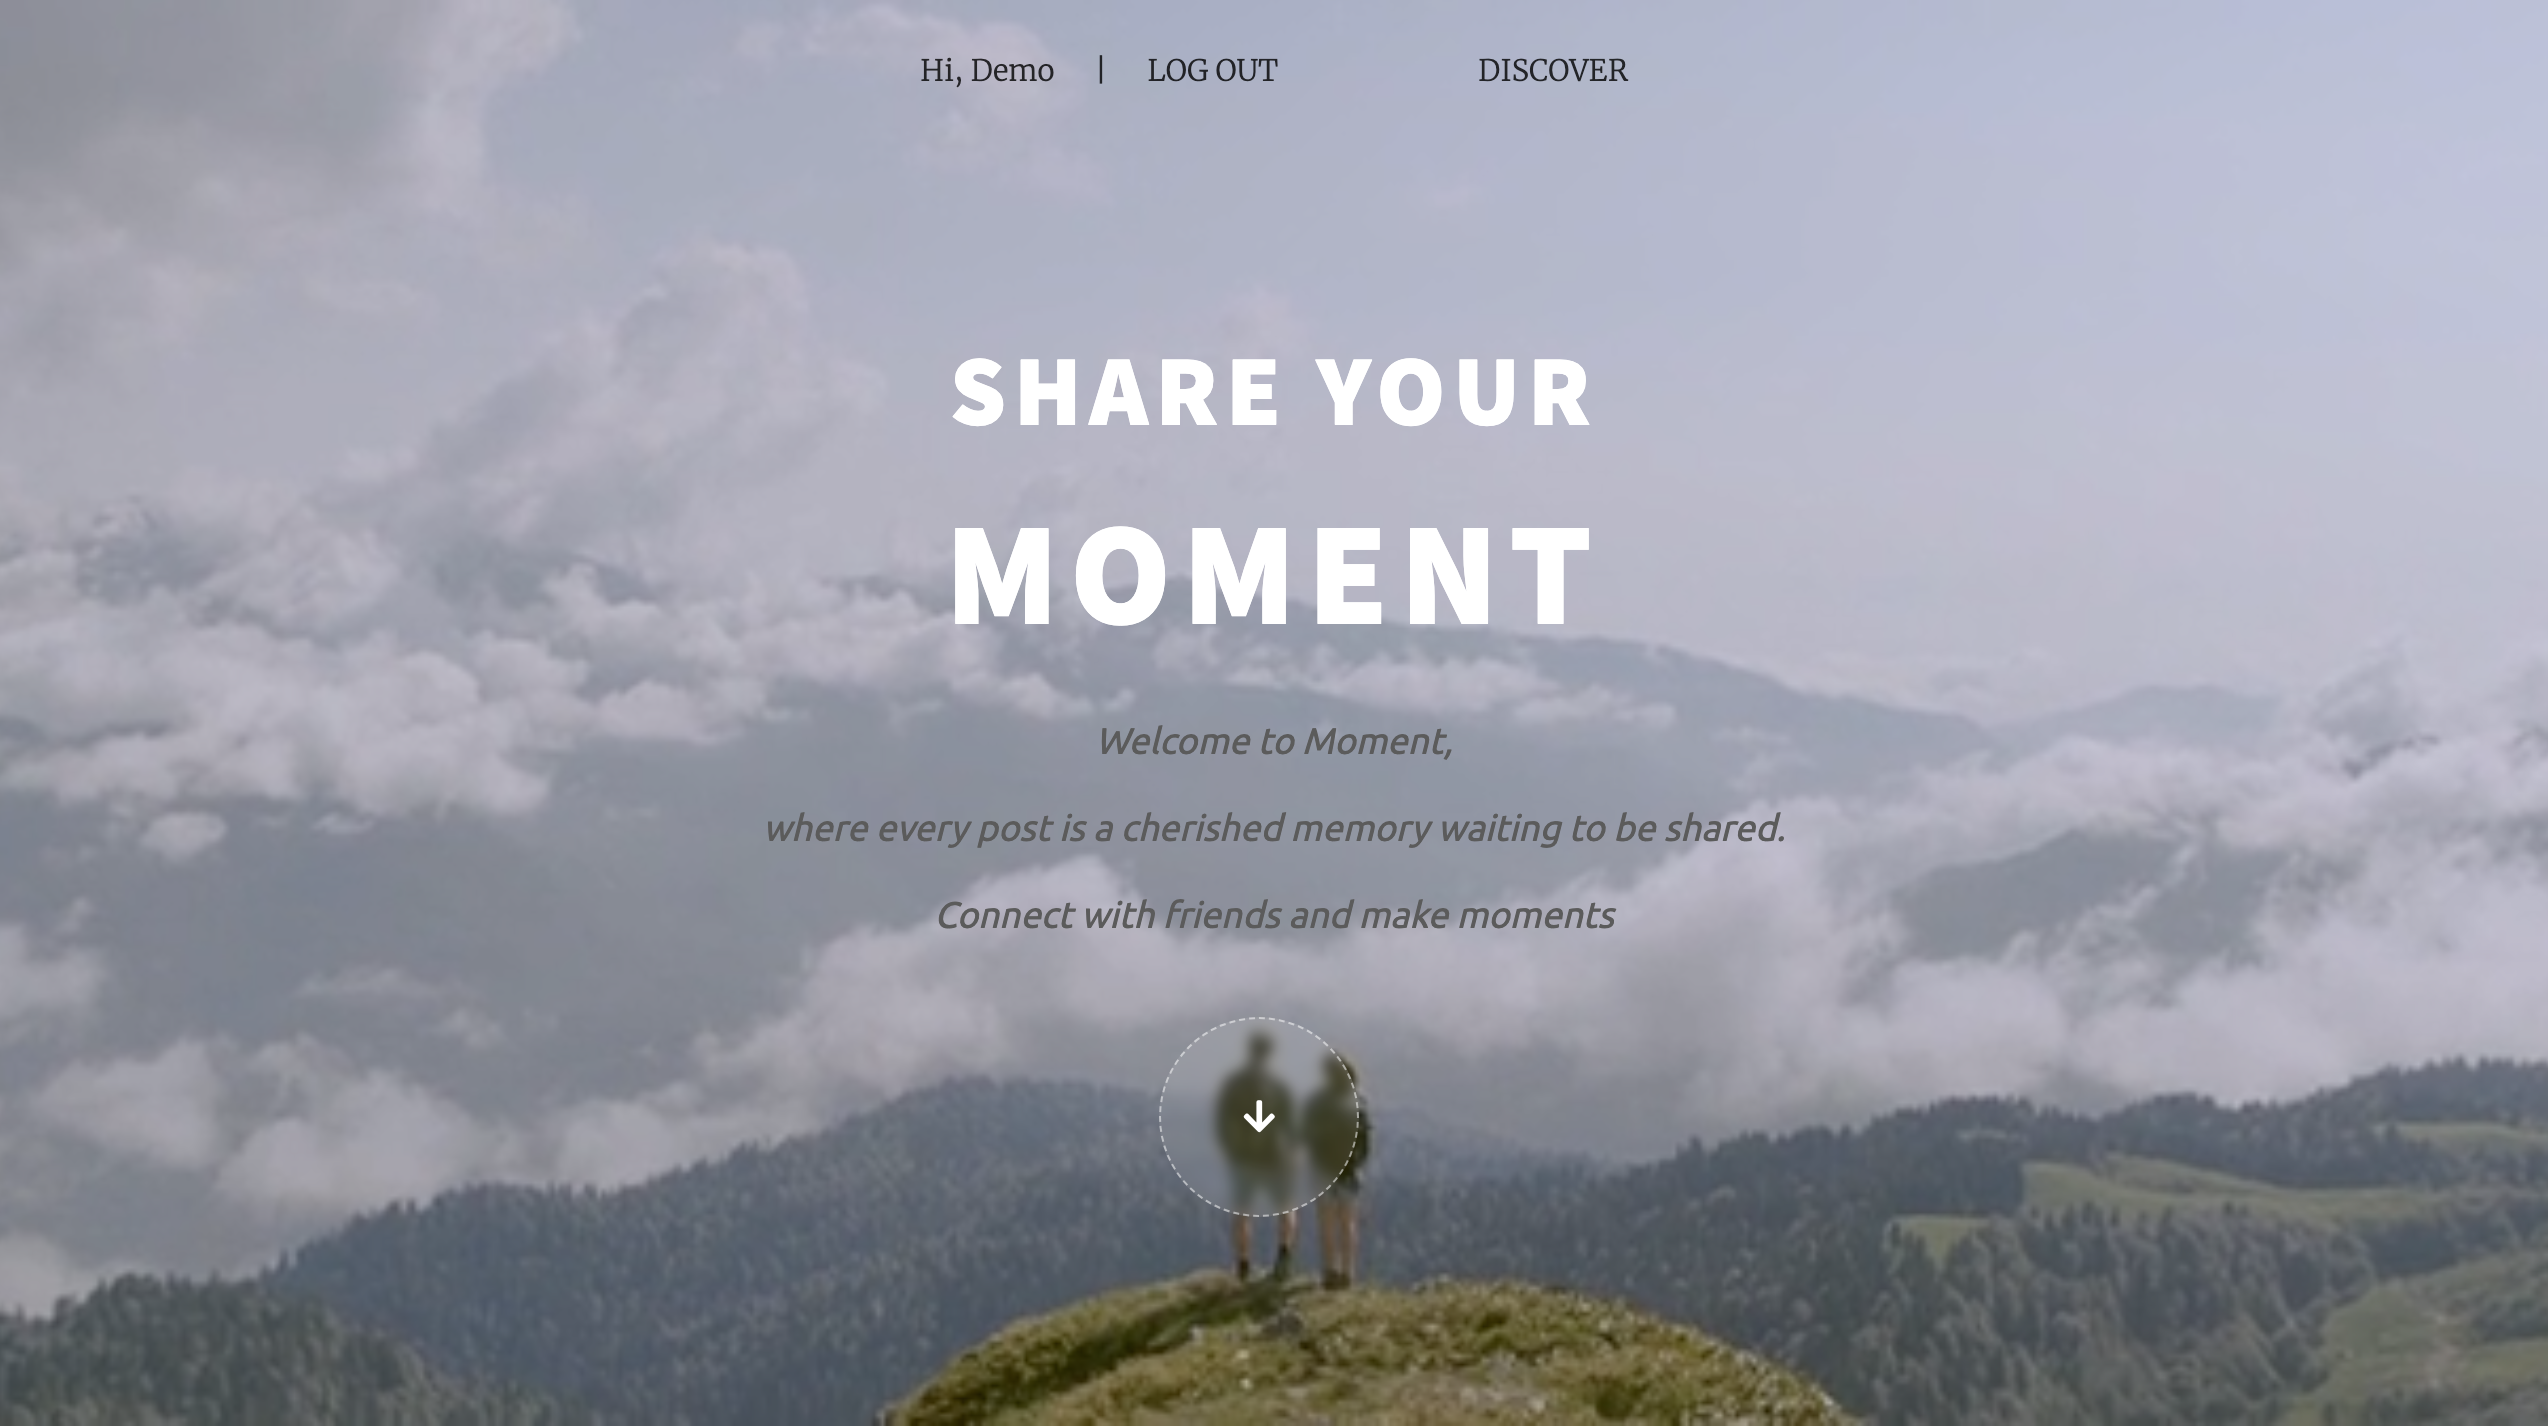 Hi, Demo | LOG OUT DISCOVER
SHARE YOUR
MOMENT
Welcome to Moment,
where every post is a cherished memory waiting to be shared.
Connect with friends and make moments